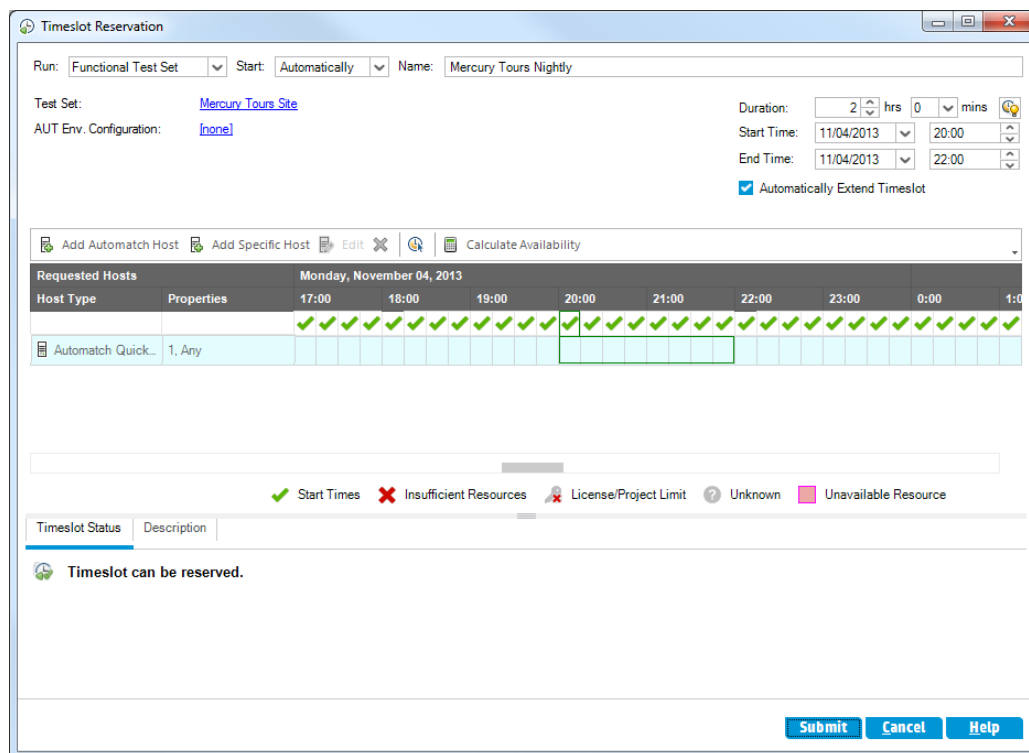 Timeslot Reservation
Run: Functional Test Set Start: Automatically Name: Mercury Tours Nightly
Test Set: Mercury Tours Site
AUT Env. Configuration: [none]
Duration: 2 hrs 0 mins
Start Time: 11/04/2013 20:00
End Time: 11/04/2013 22:00
Automatically Extend Timeslot
Add Automatch Host Add Specific Host Edit Calculate Availability
Requested Hosts Monday, November 04, 2013
Host Type Properties 17:00 18:00 19:00 20:00 21:00 22:00 23:00 0:00 1:0
Automatch Quick... 1, Any
Start Times Insufficient Resources License/Project Limit Unknown Unavailable Resource
Timeslot Status Description
Timeslot can be reserved.
Submit Cancel Help